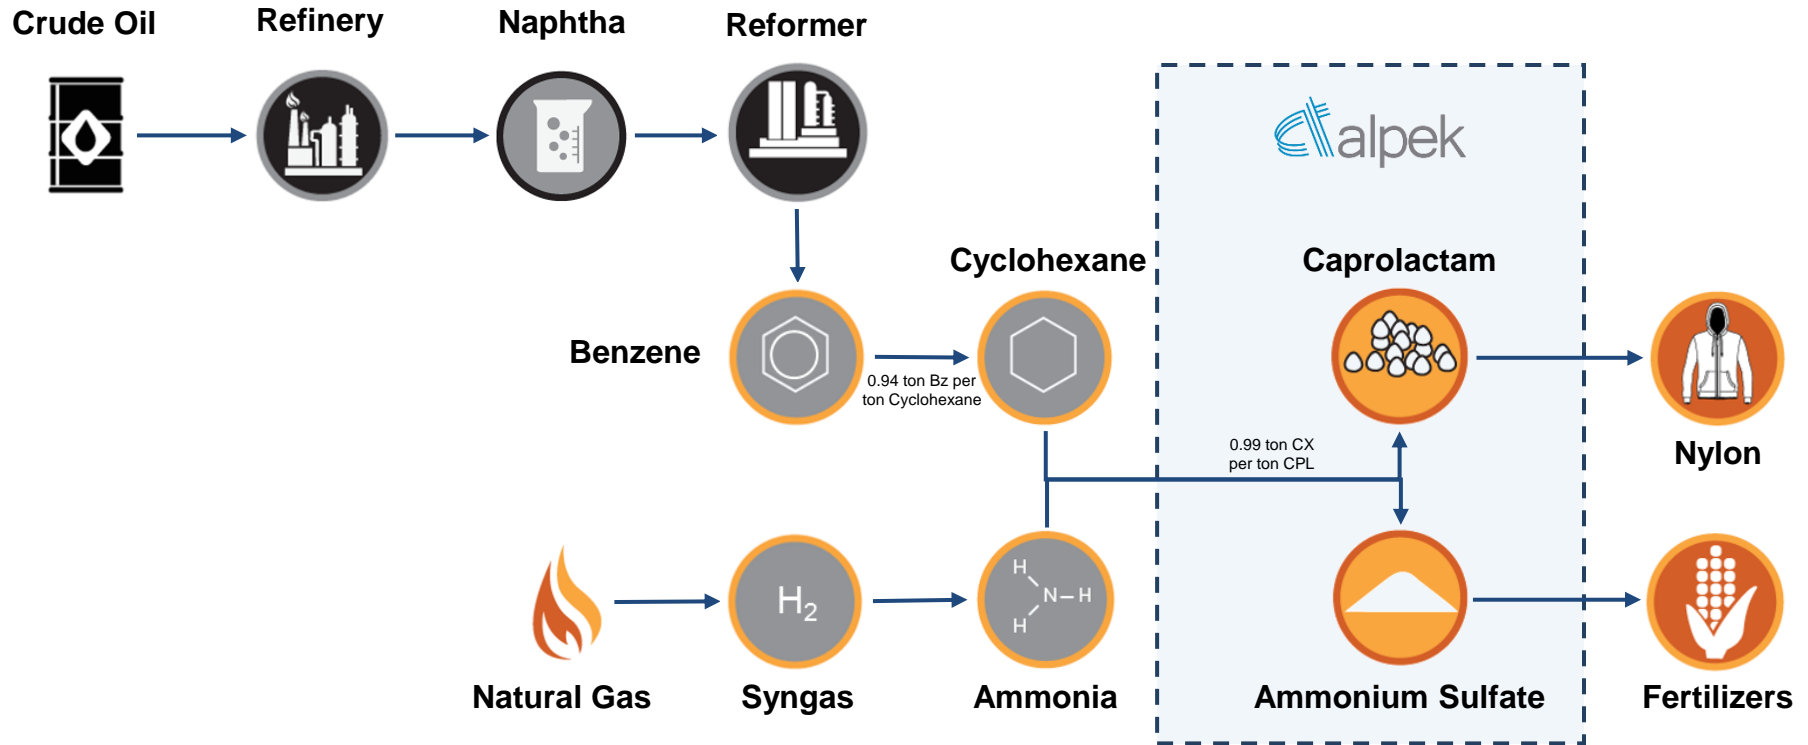 Crude Oil
Refinery
Naphtha
Reformer
alpek
Cyclohexane
Caprolactam
Benzene
0.94 ton Bz per
ton Cyclohexane
0.99 ton CX
per ton CPL
Nylon
H2
H
N
H
H
Natural Gas
Syngas
Ammonia
Ammonium Sulfate
Fertilizers